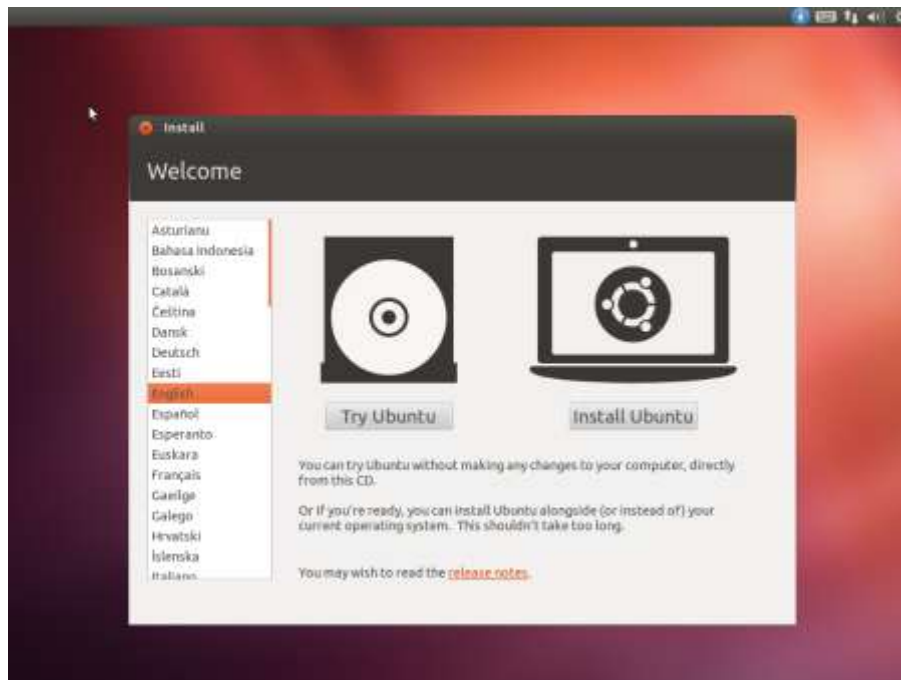 Install
Welcome
Asturianu
Bahasa Indonesia
Bosanski
Català
Čeština
Dansk
Deutsch
Eesti
English
Español
Esperanto
Euskara
Français
Gaeilge
Galego
Hrvatski
Íslenska
Italiano
Try Ubuntu
Install Ubuntu
You can try Ubuntu without making any changes to your computer, directly
from this CD.
Or if you're ready, you can install Ubuntu alongside (or instead of) your
current operating system. This shouldn't take too long.
You may wish to read the release notes.